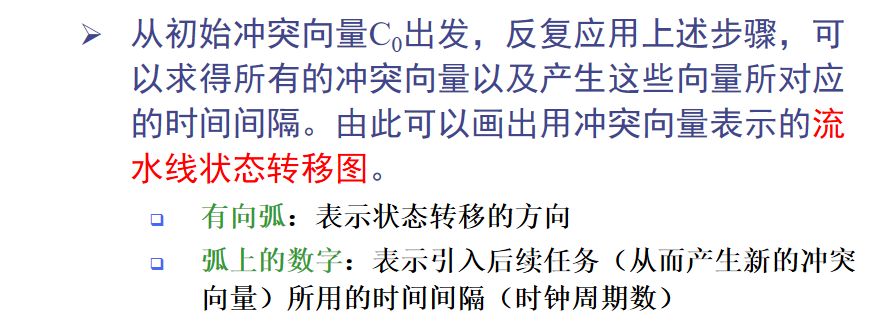 从初始冲突向量C0出发，反复应用上述步骤，可
以求得所有的冲突向量以及产生这些向量所对应
的时间间隔。由此可以画出用冲突向量表示的流
水线状态转移图。
有向弧：表示状态转移的方向
弧上的数字：表示引入后续任务（从而产生新的冲突
向量）所用的时间间隔（时钟周期数）